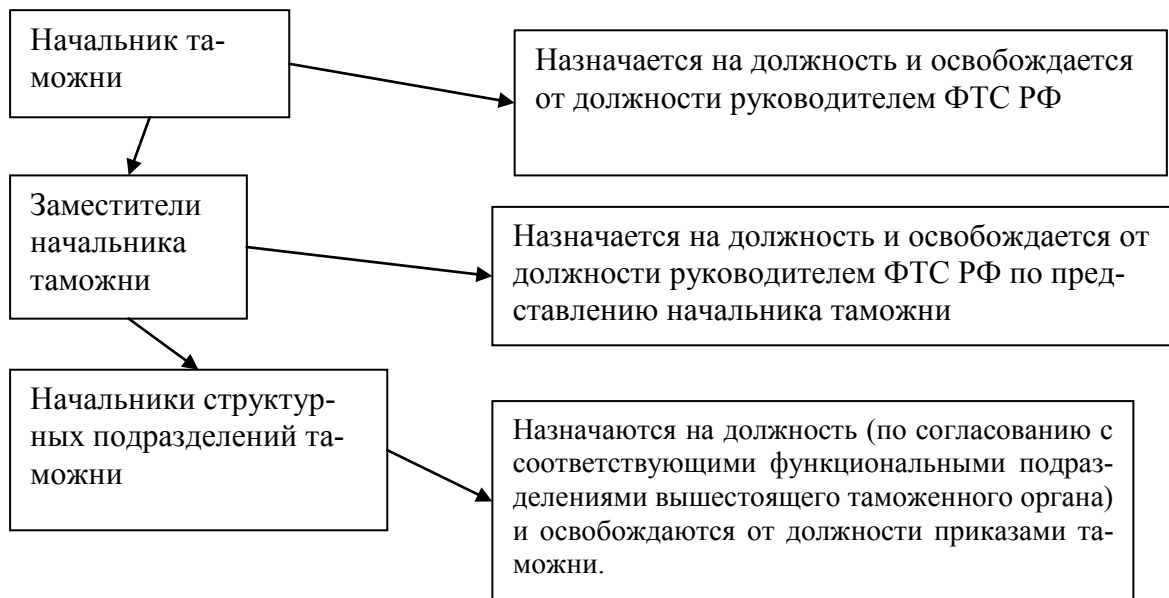 Начальник та-
можни
Назначается на должность и освобождается
от должности руководителем ФТС РФ
Заместители
начальника
таможни
Назначается на должность и освобождается от
должности руководителем ФТС РФ по пред-
ставлению начальника таможни
Начальники структур-
ных подразделений та-
можни
Назначаются на должность (по согласованию с
соответствующими функциональными подраз-
делениями вышестоящего таможенного органа)
и освобождаются от должности приказами та-
можни.